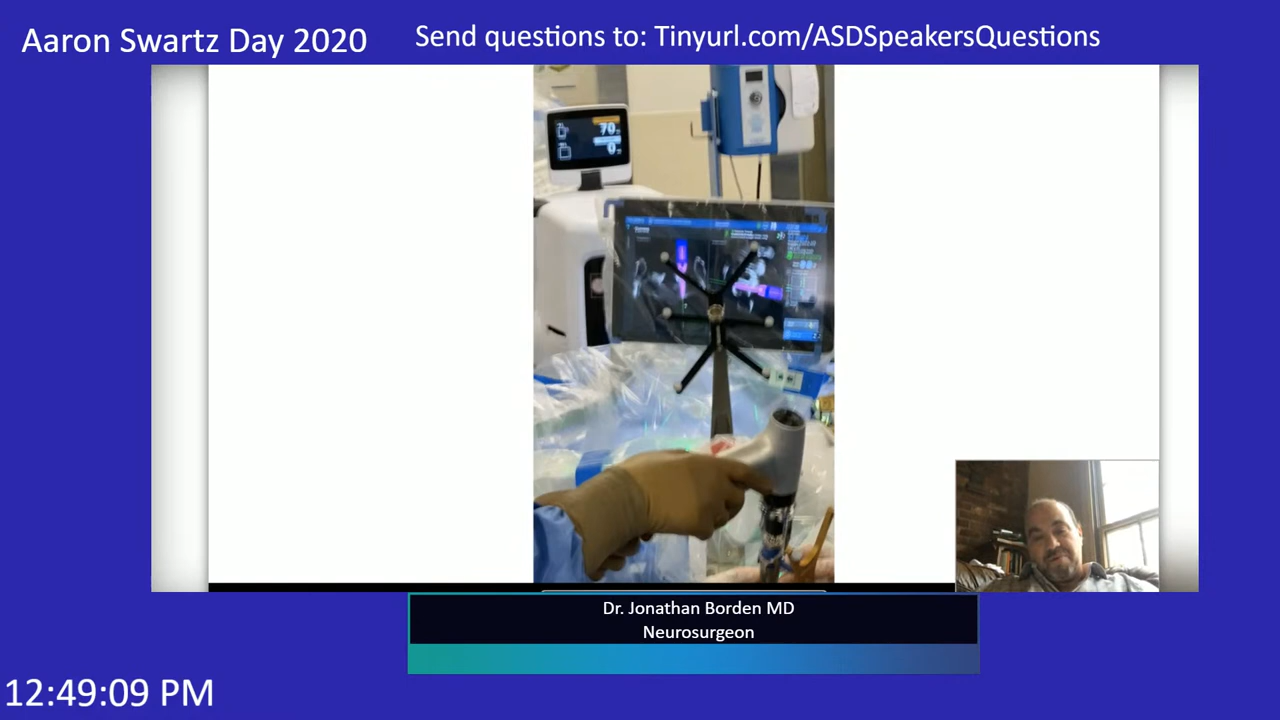 Aaron Swartz Day 2020
Send questions to: Tinyurl.com/ASDSpeakersQuestions
70
0
Dr. Jonathan Borden MD
Neurosurgeon
12:49:09 PM